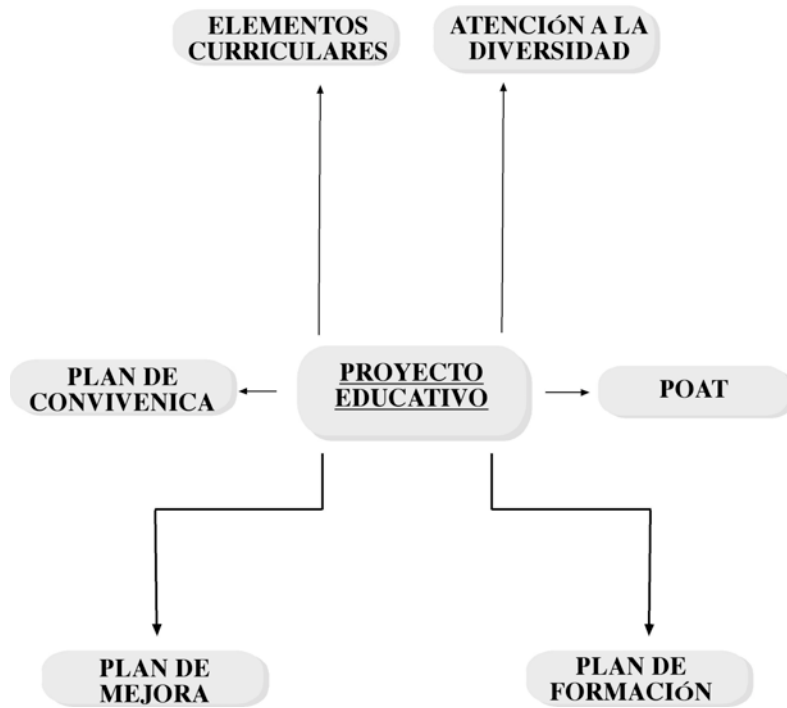 ELEMENTOS
CURRICULARES
ATENCIÓN A LA
DIVERSIDAD
PLAN DE
CONVIVENICA
PROYECTO
EDUCATIVO
POAT
PLAN DE
MEJORA
PLAN DE
FORMACIÓN